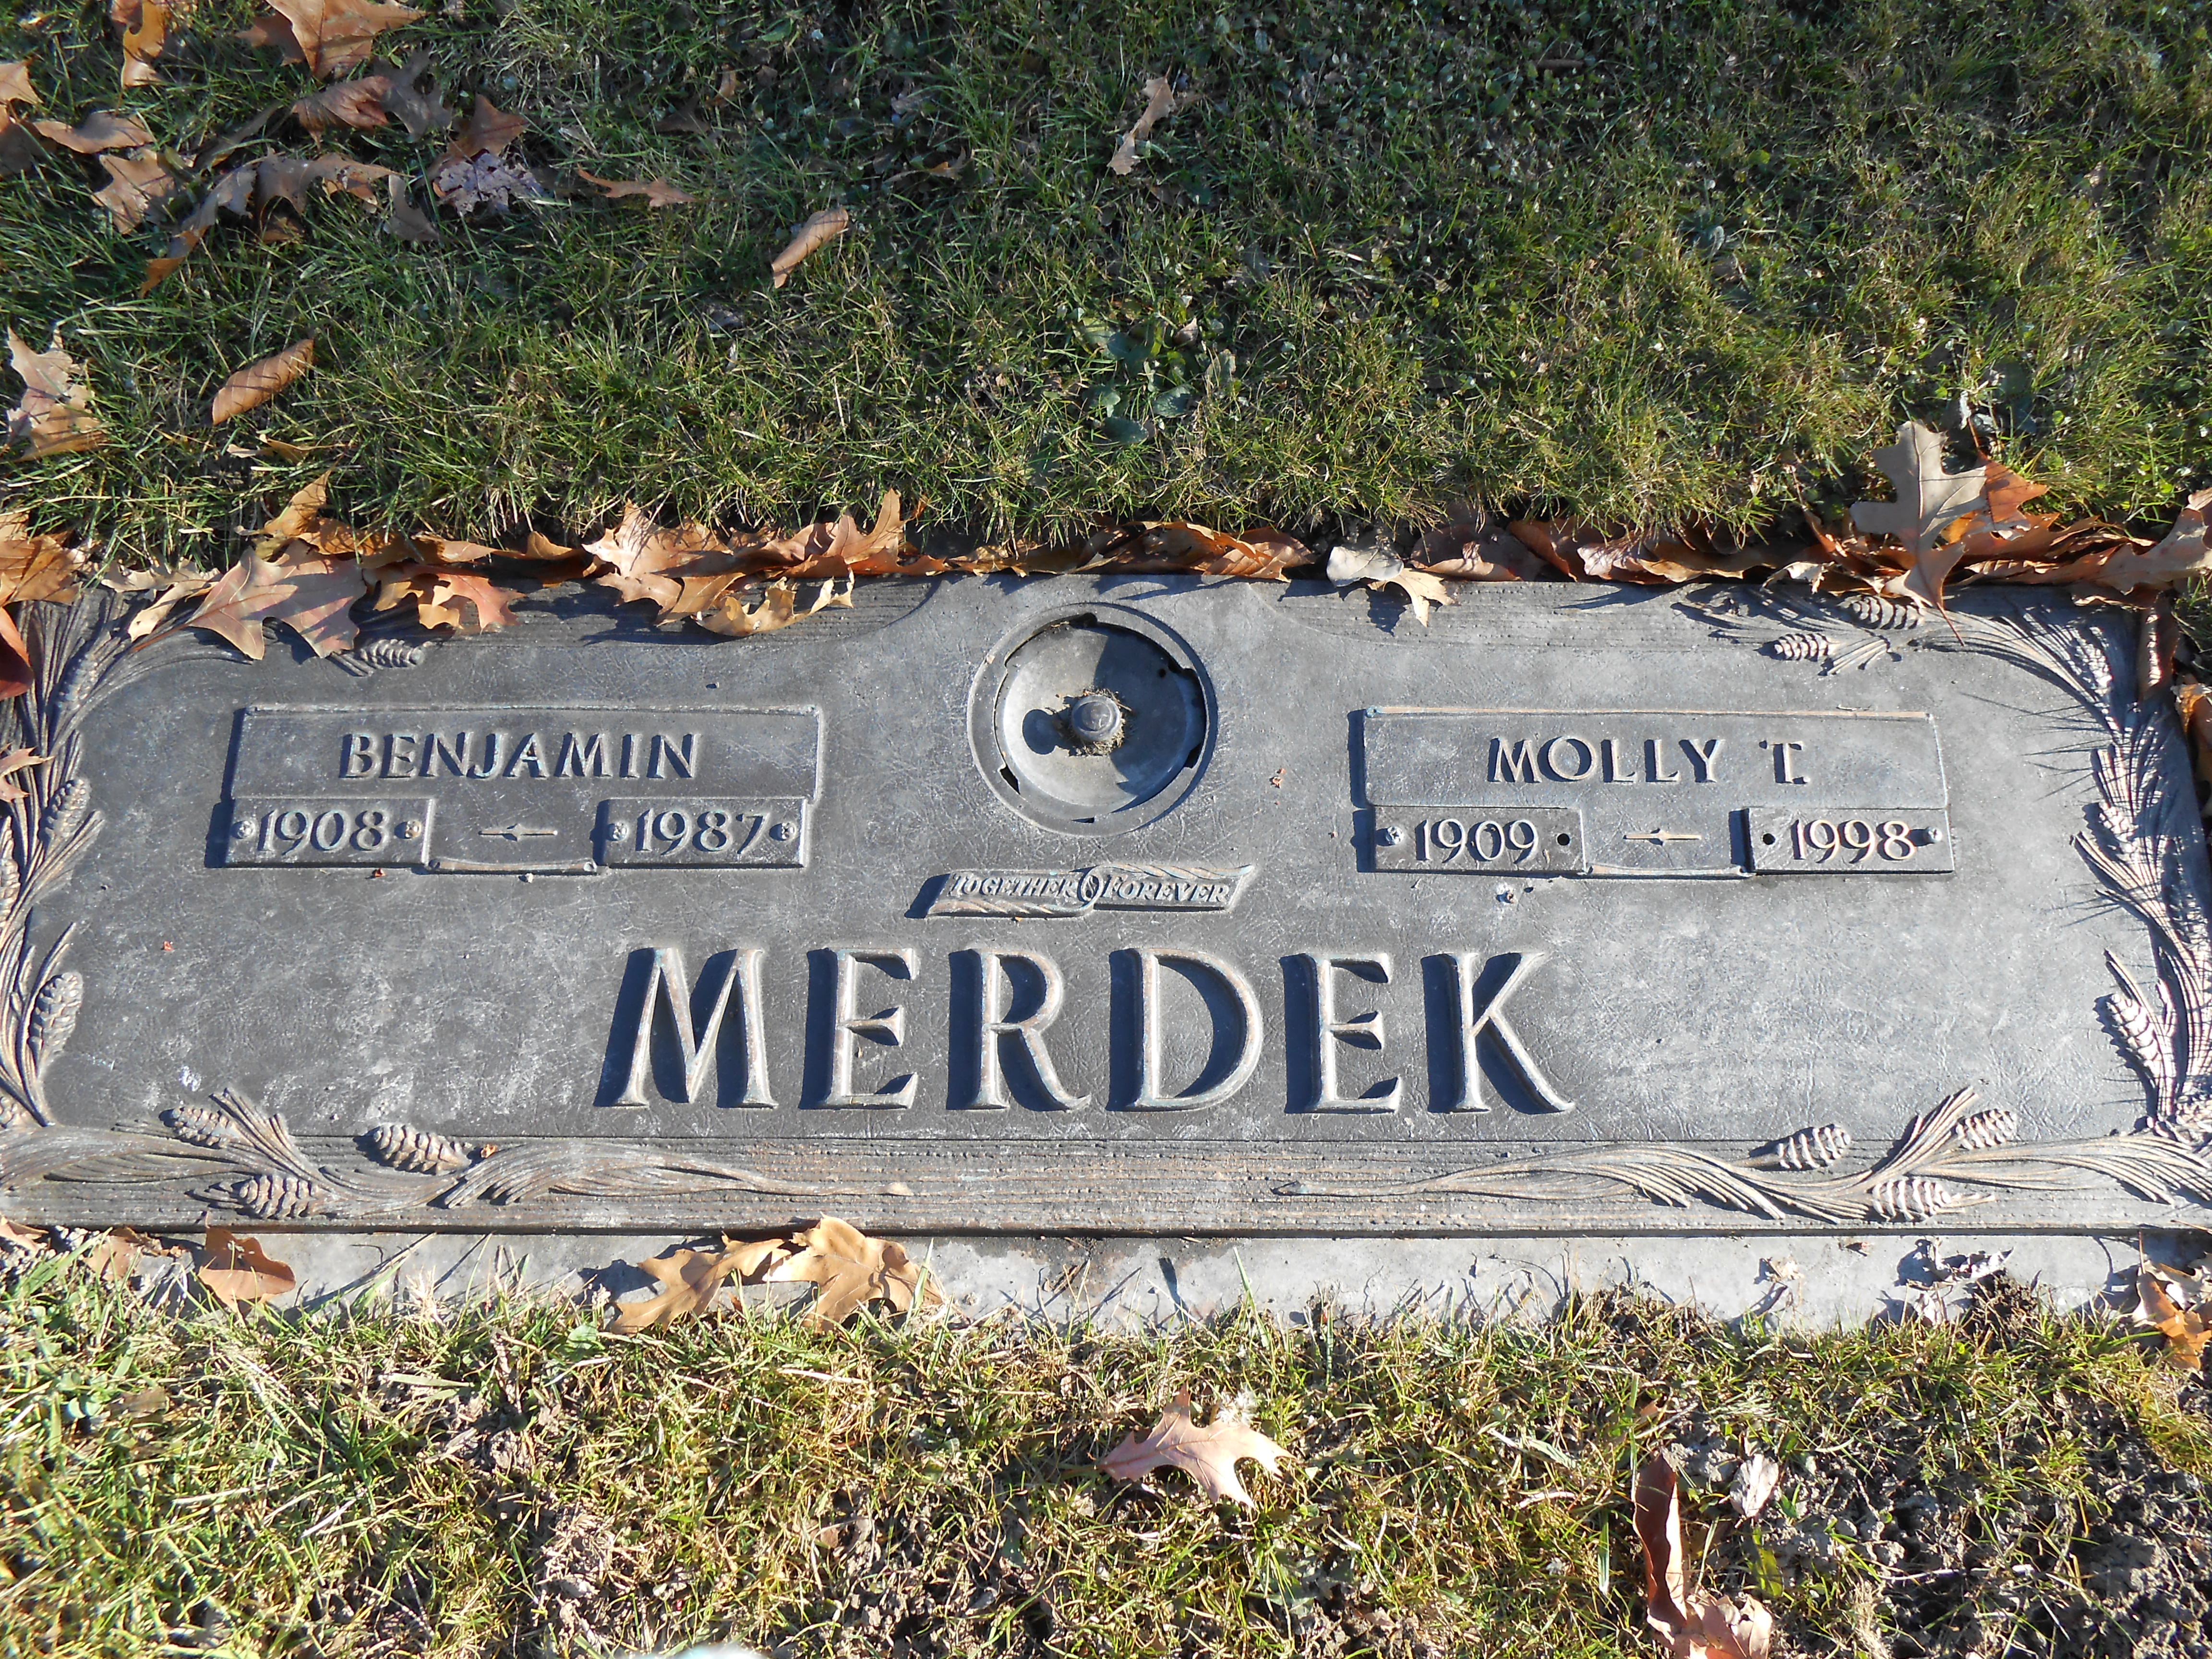 BENJAMIN
1908 1987
MOLLY T.
1909 1998
TOGETHER FOREVER
MERDEK